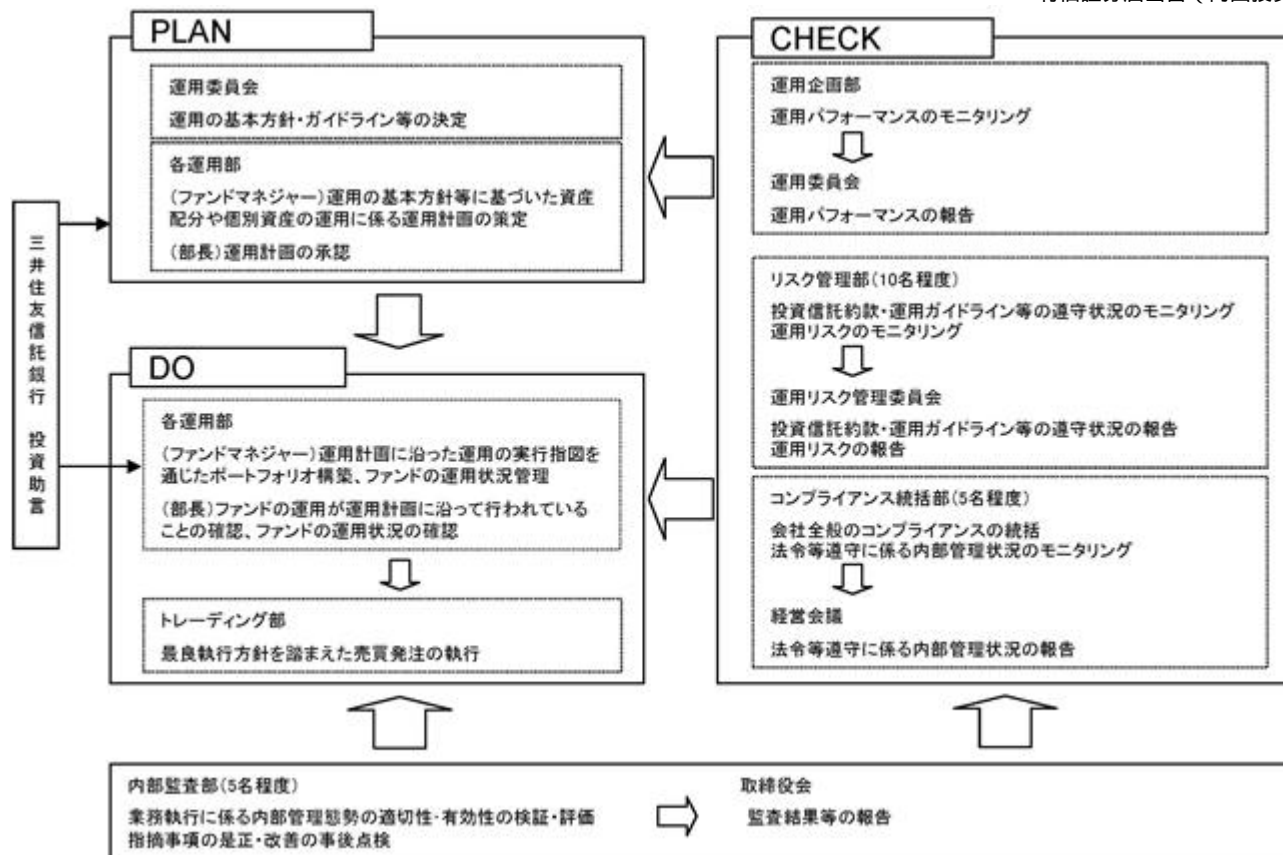 PLAN
運用委員会
運用の基本方針・ガイドライン等の決定
各運用部
(ファンドマネジャー)運用の基本方針等に基づいた資産
配分や個別資産の運用に係る運用計画の策定
(部長)運用計画の承認
三井住友信託銀行 投資助言
DO
各運用部
(ファンドマネジャー)運用計画に沿った運用の実行指図を
通じたポートフォリオ構築、ファンドの運用状況管理
(部長)ファンドの運用が運用計画に沿って行われている
ことの確認、ファンドの運用状況の確認
トレーディング部
最良執行方針を踏まえた売買発注の執行
CHECK
運用企画部
運用パフォーマンスのモニタリング
運用委員会
運用パフォーマンスの報告
リスク管理部(10名程度)
投資信託約款・運用ガイドライン等の遵守状況のモニタリング
運用リスクのモニタリング
運用リスク管理委員会
投資信託約款・運用ガイドライン等の遵守状況の報告
運用リスクの報告
コンプライアンス統括部(5名程度)
会社全般のコンプライアンスの統括
法令等遵守に係る内部管理状況のモニタリング
経営会議
法令等遵守に係る内部管理状況の報告
内部監査部(5名程度)
業務執行に係る内部管理態勢の適切性・有効性の検証・評価
指摘事項の是正・改善の事後点検
取締役会
監査結果等の報告